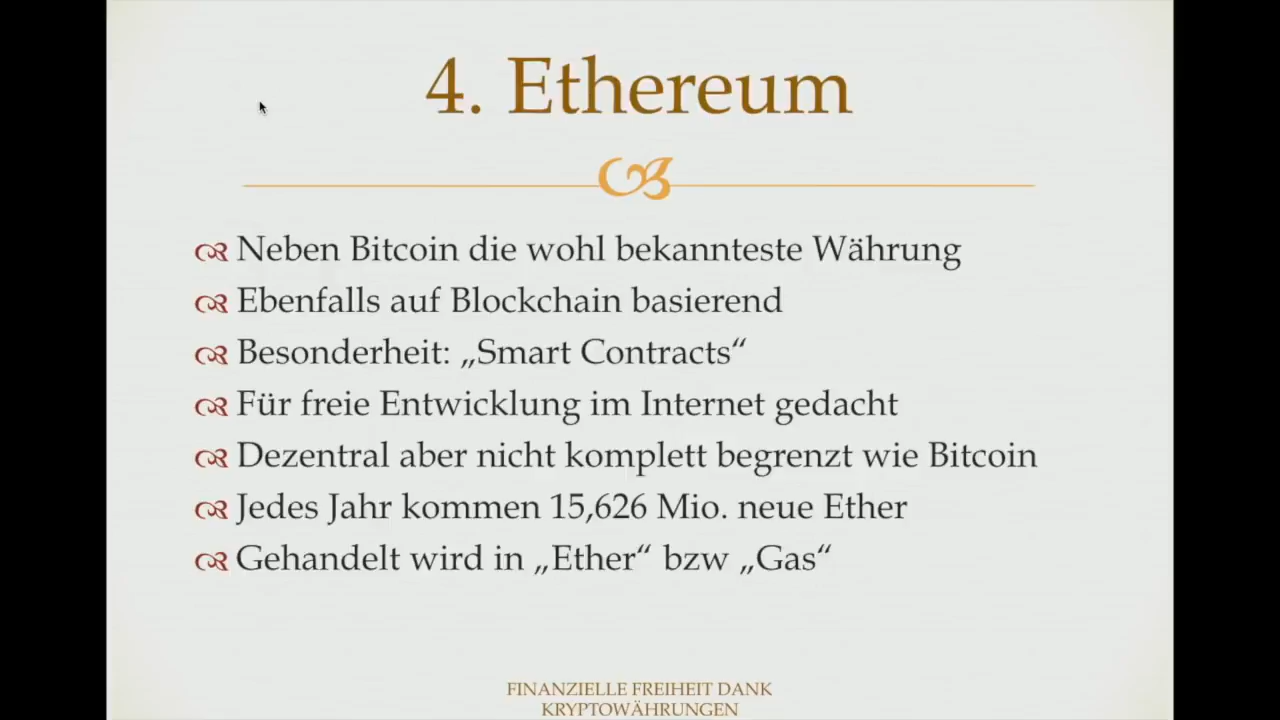 4. Ethereum
Neben Bitcoin die wohl bekannteste Währung
Ebenfalls auf Blockchain basierend
Besonderheit: „Smart Contracts“
Für freie Entwicklung im Internet gedacht
Dezentral aber nicht komplett begrenzt wie Bitcoin
Jedes Jahr kommen 15,626 Mio. neue Ether
Gehandelt wird in „Ether“ bzw „Gas“
FINANZIELLE FREIHEIT DANK
KRYPTOWÄHRUNGEN